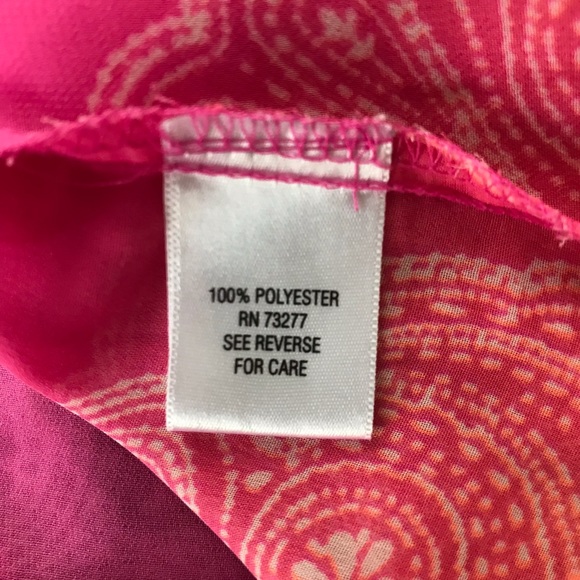 100% POLYESTER
RN 73277
SEE REVERSE
FOR CARE